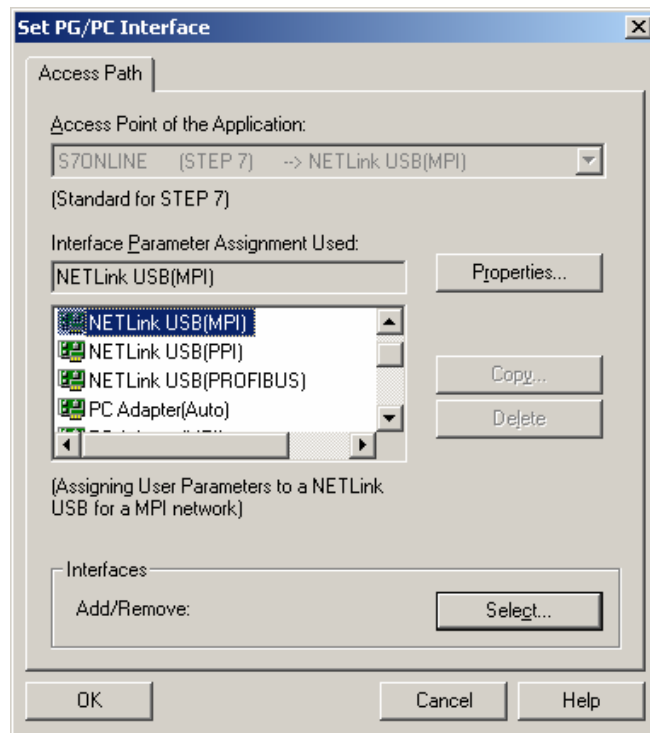 Set PG/PC Interface
Access Path
Access Point of the Application:
S7ONLINE (STEP 7) --> NETLink USB(MPI)
(Standard for STEP 7)
Interface Parameter Assignment Used:
NETLink USB(MPI)
Properties...
NETLink USB(MPI)
NETLink USB(PPI)
NETLink USB(PROFIBUS)
PC Adapter(Auto)
Copy...
Delete
(Assigning User Parameters to a NETLink
USB for a MPI network)
Interfaces
Add/Remove:
Select...
OK
Cancel
Help